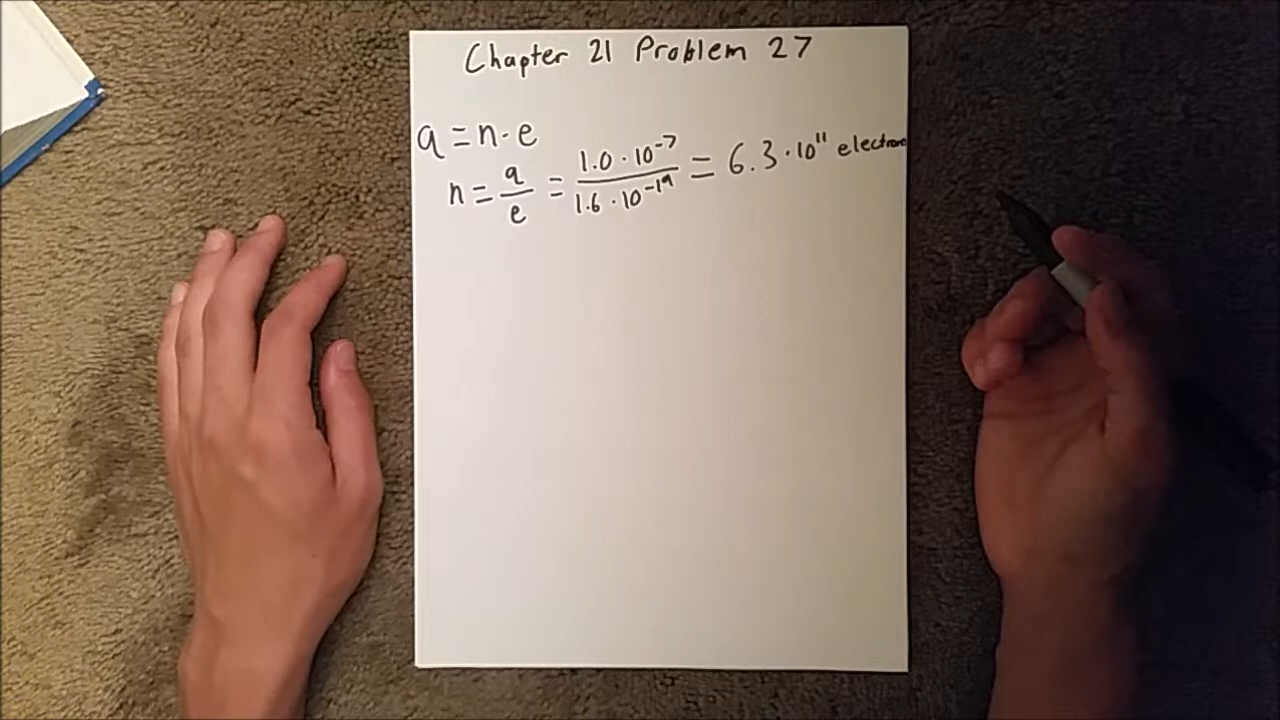 Chapter 21 Problem 27
q = n · e
n = q/e = 1.0 · 10⁻⁷ / 1.6 · 10⁻¹⁹ = 6.3 · 10¹¹ electrons